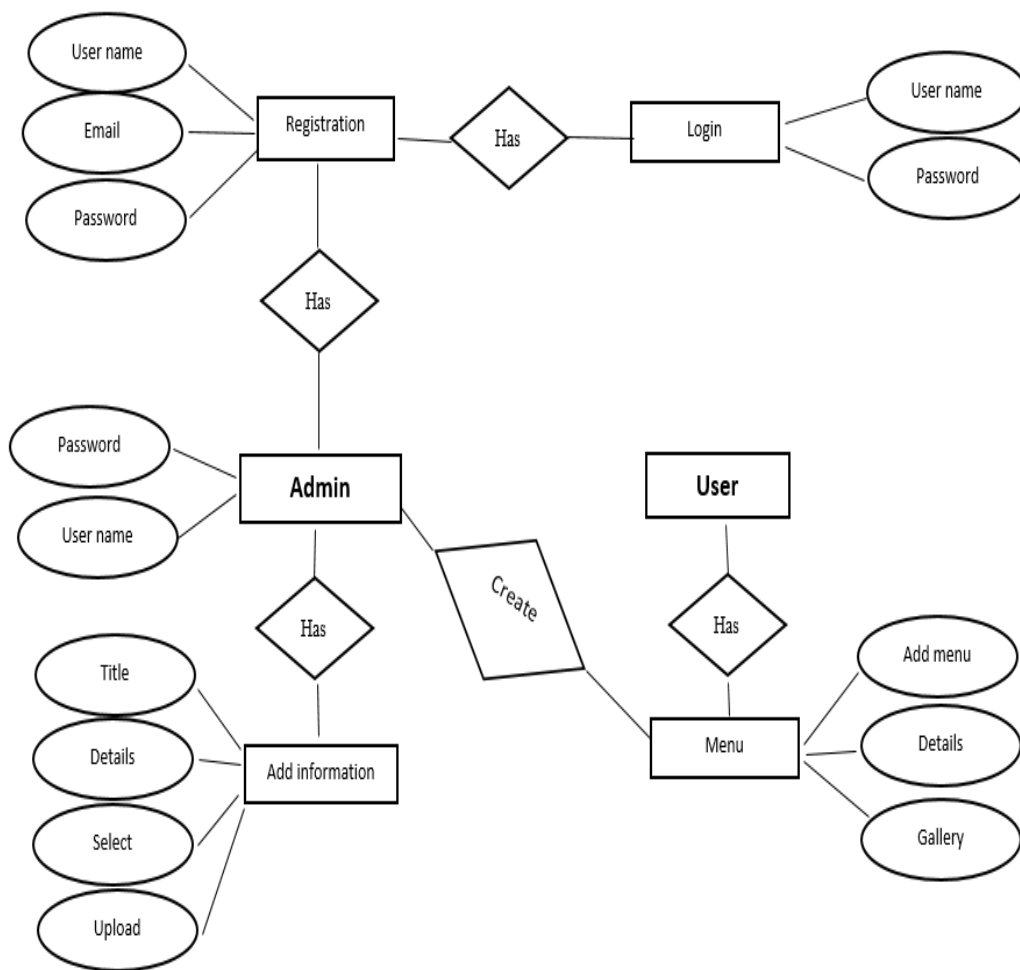 User name
Email
Password
Registration
Has
Login
User name
Password
Has
Password
User name
Admin
User
Has
Create
Has
Title
Details
Select
Upload
Add information
Menu
Add menu
Details
Gallery